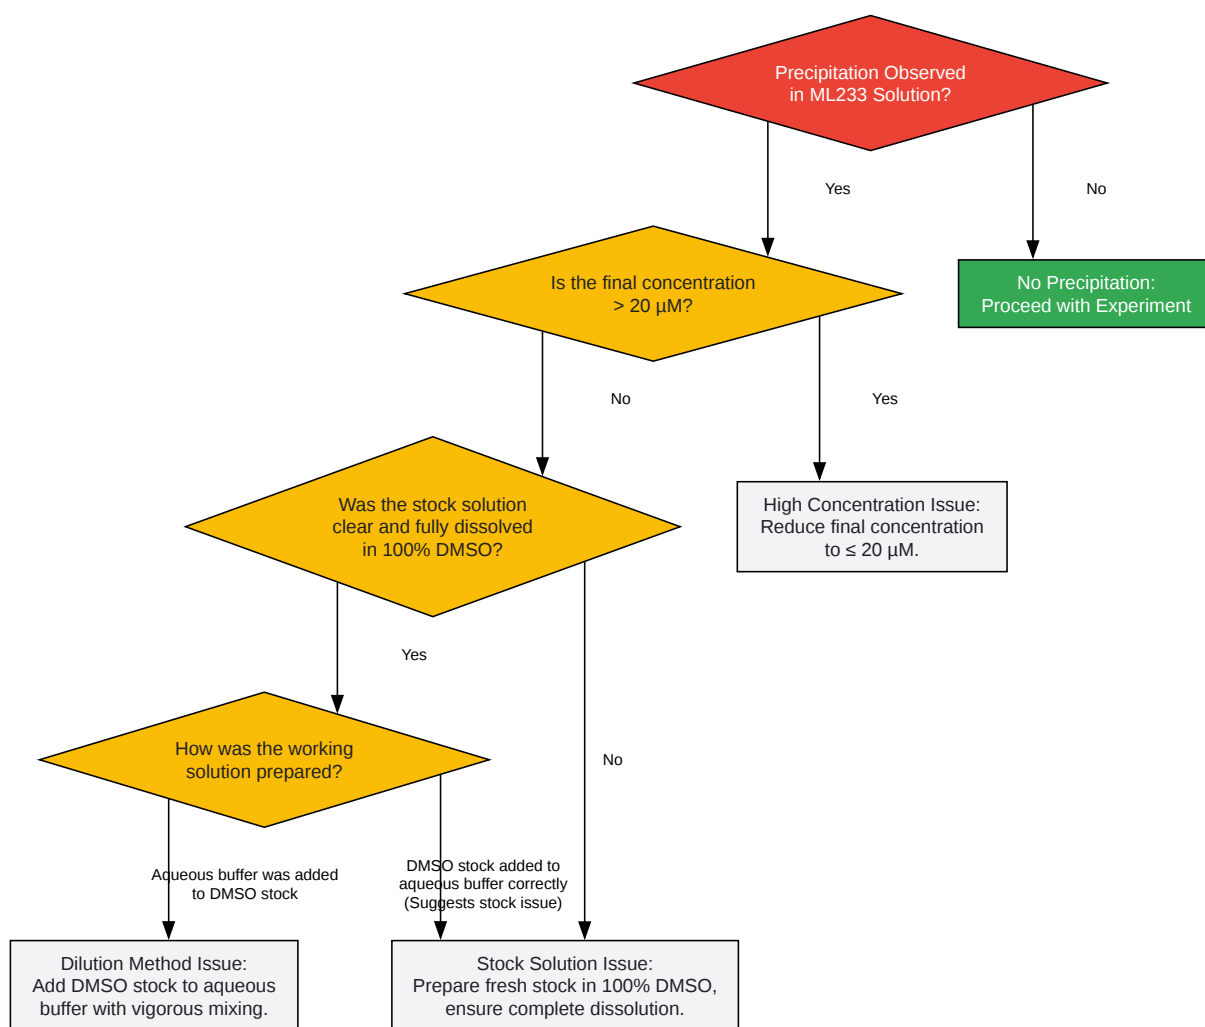 Precipitation Observed
in ML233 Solution?
Yes
No
Is the final concentration
> 20 µM?
No Precipitation:
Proceed with Experiment
No
Yes
Was the stock solution
clear and fully dissolved
in 100% DMSO?
High Concentration Issue:
Reduce final concentration
to ≤ 20 µM.
Yes
How was the working
solution prepared?
No
Aqueous buffer was added
to DMSO stock
DMSO stock added to
aqueous buffer correctly
(Suggests stock issue)
Dilution Method Issue:
Add DMSO stock to aqueous
buffer with vigorous mixing.
Stock Solution Issue:
Prepare fresh stock in 100% DMSO,
ensure complete dissolution.